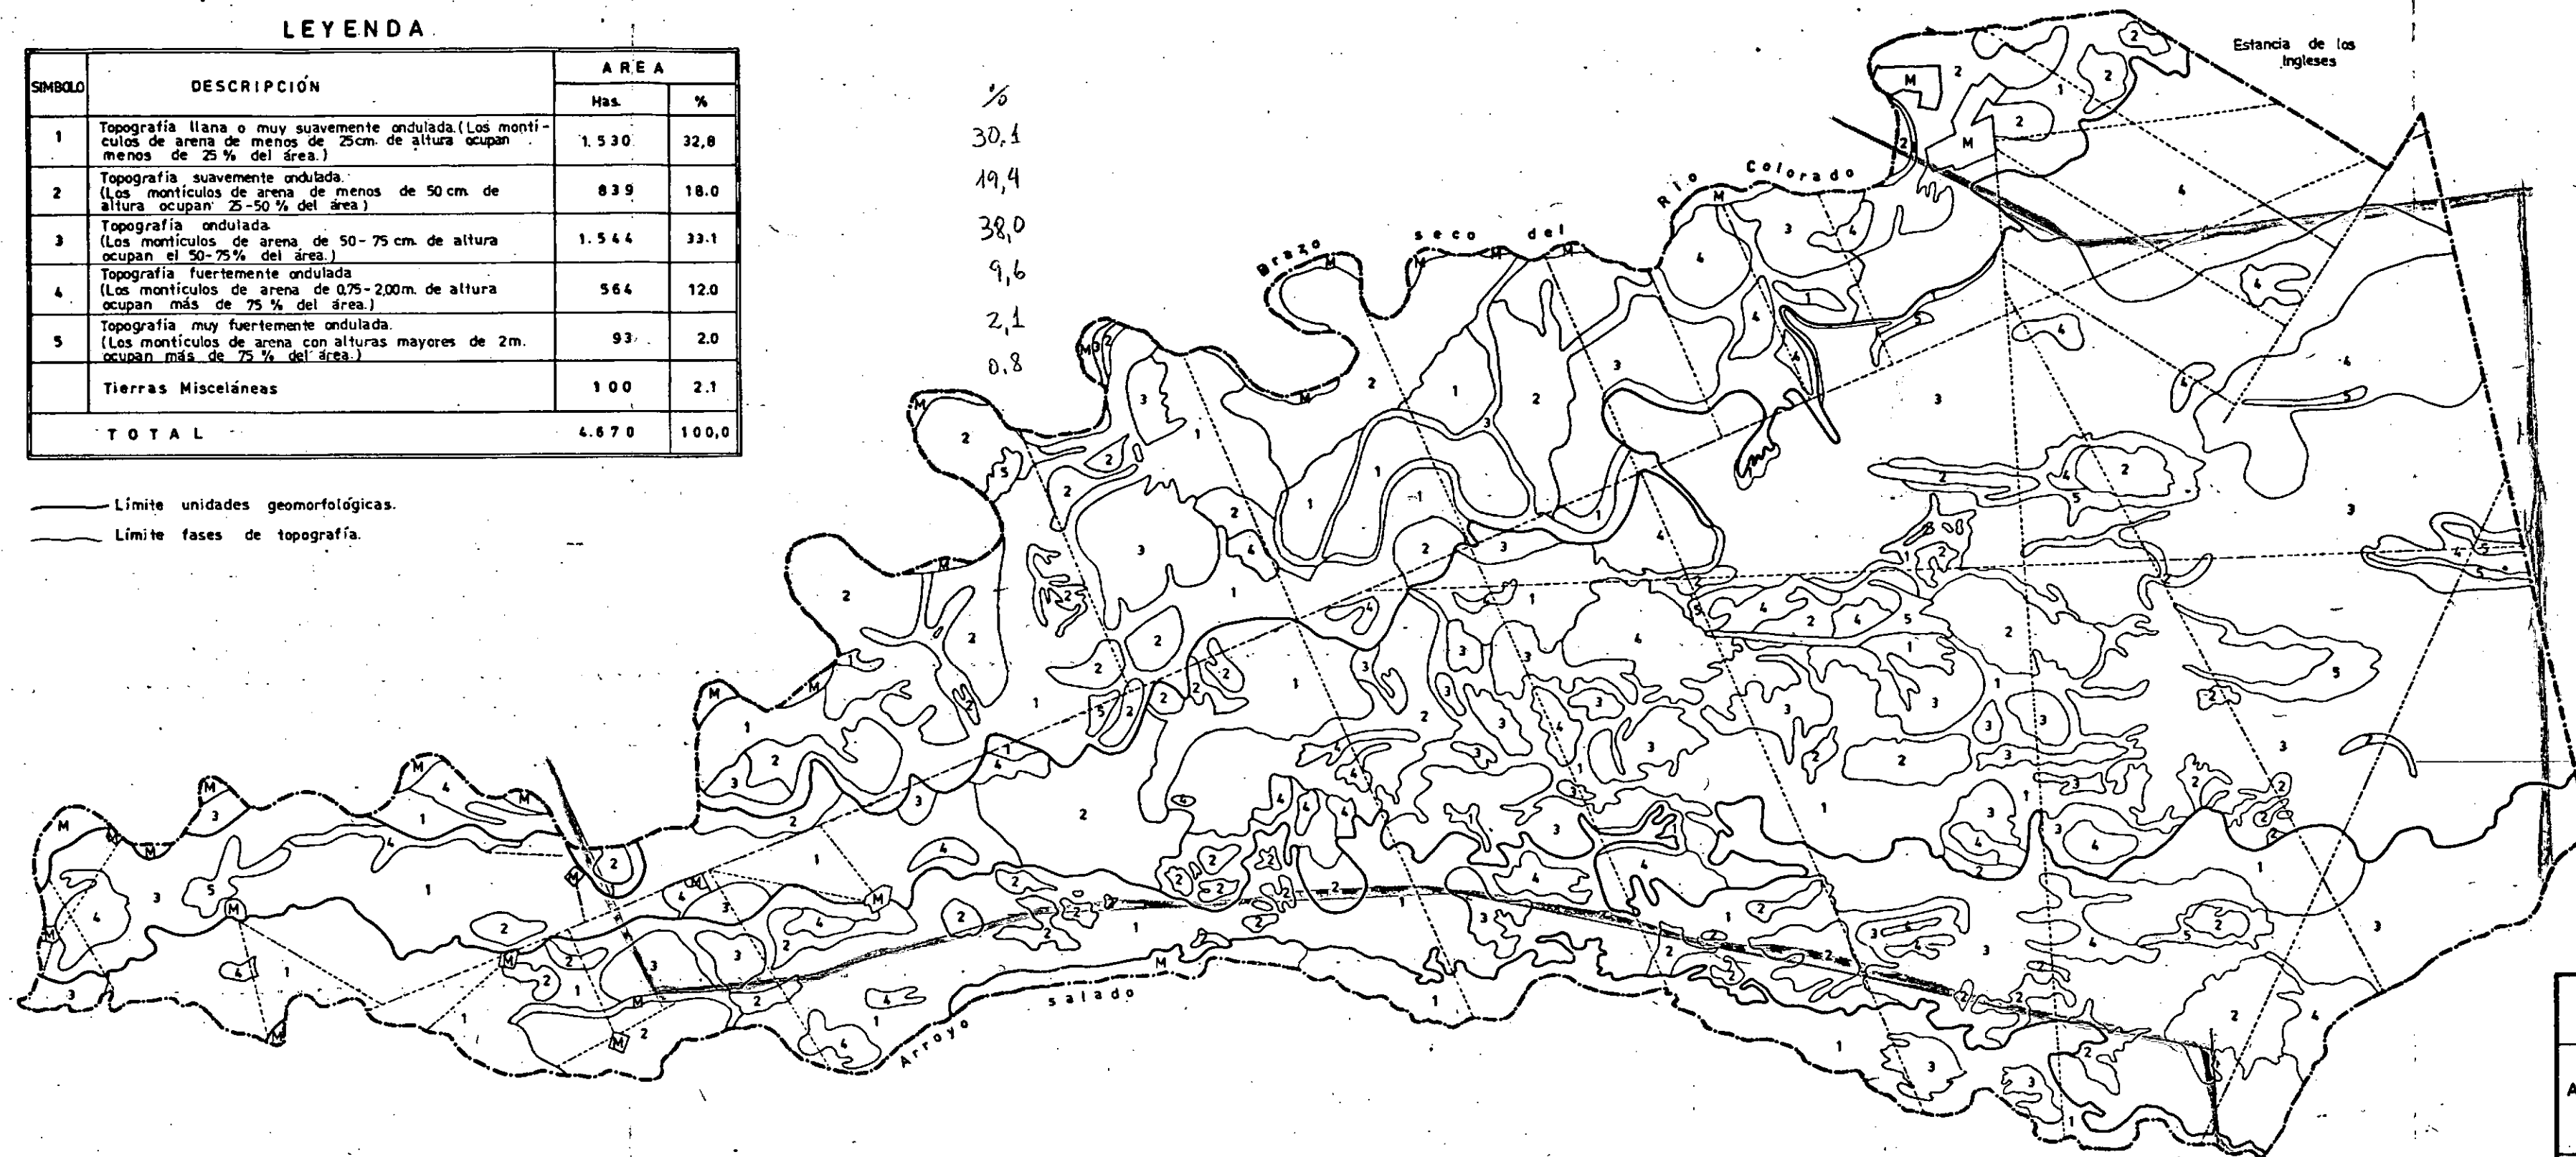 LEYENDA
SIMBOLO DESCRIPCIÓN AREA
Has. %
1 Topografía llana o muy suavemente ondulada.(Los montí-
culos de arena de menos de 25cm. de altura ocupan
menos de 25 % del área.) 1.530 32,8
2 Topografía suavemente ondulada.
(Los montículos de arena de menos de 50 cm. de
altura ocupan 25-50 % del área) 839 18.0
3 Topografía ondulada
(Los montículos de arena de 50-75 cm. de altura
ocupan el 50-75% del área.) 1.544 33.1
4 Topografía fuertemente ondulada
(Los montículos de arena de 0,75-2,00m. de altura
ocupan más de 75 % del área.) 564 12.0
5 Topografía muy fuertemente ondulada.
(Los montículos de arena con alturas mayores de 2m.
ocupan más de 75 % del área.) 93 2.0
Tierras Misceláneas 100 2.1
TOTAL 4.670 100,0
Límite unidades geomorfológicas.
Límite fases de topografía.
%
30,1
19,4
38,0
9,6
2,1
0,8
Estancia de los
Ingleses
Brazo seco del Río Colorado
Arroyo Salado
A